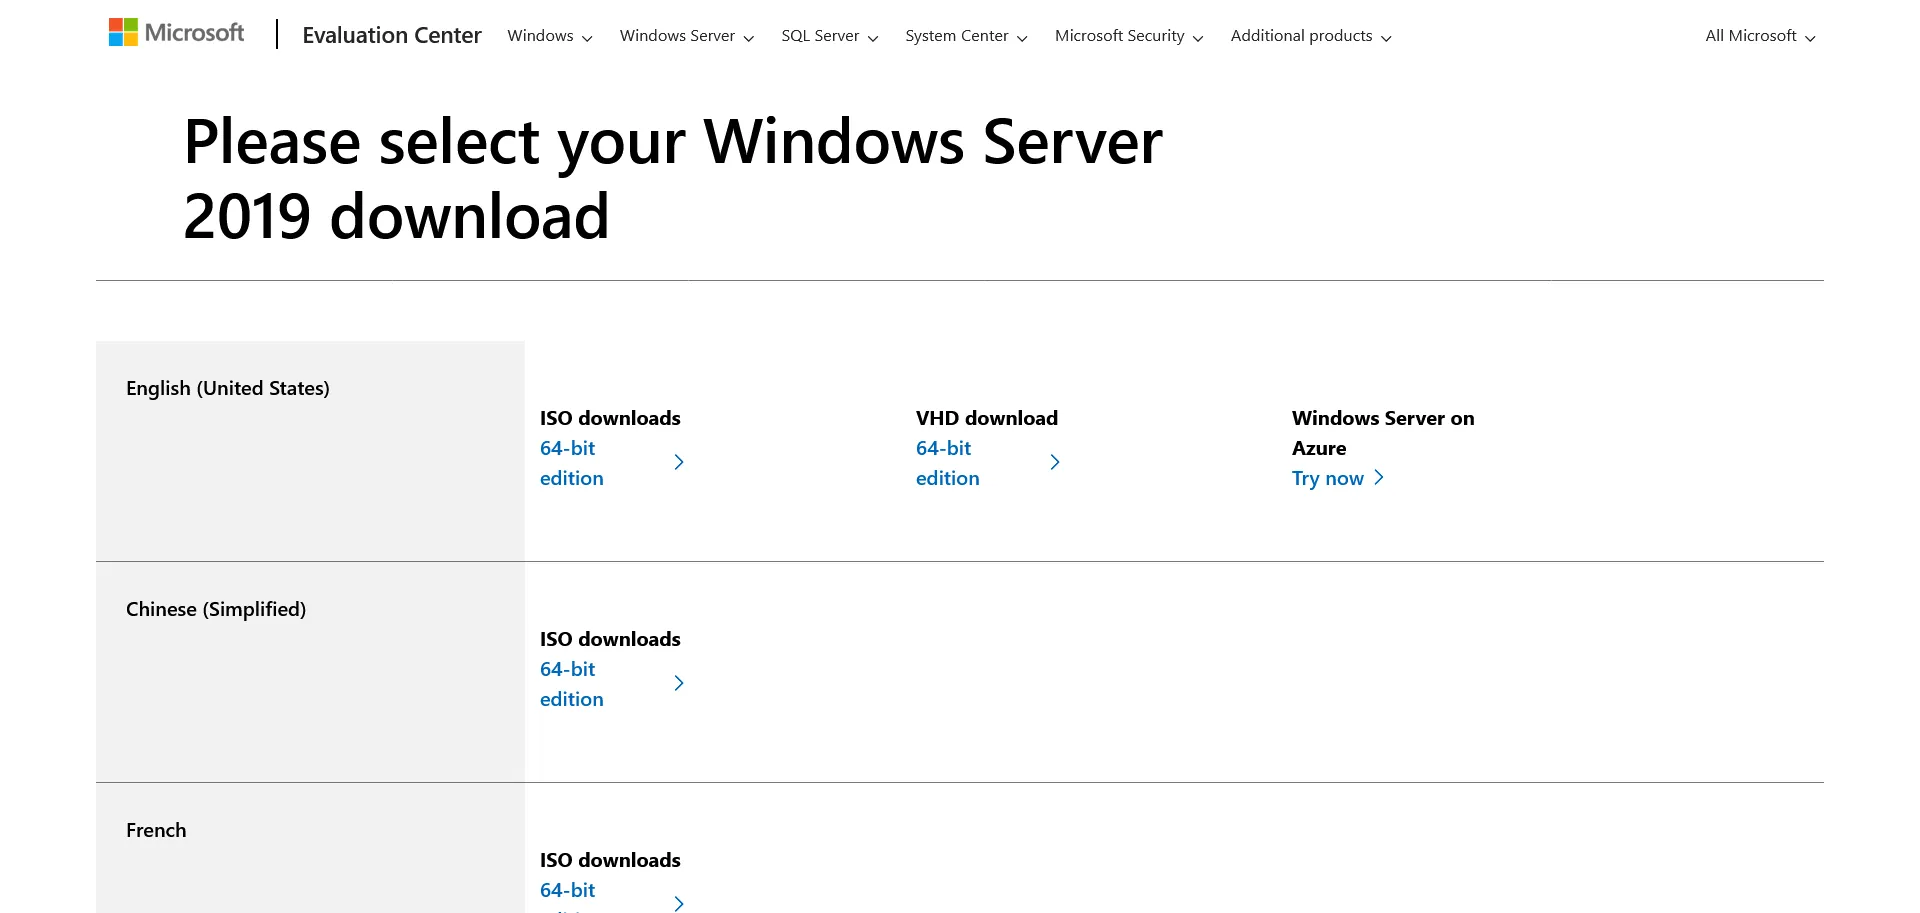 Microsoft
Evaluation Center
Windows
Windows Server
SQL Server
System Center
Microsoft Security
Additional products
All Microsoft
Please select your Windows Server
2019 download
English (United States)
ISO downloads
64-bit
edition
VHD download
64-bit
edition
Windows Server on
Azure
Try now
Chinese (Simplified)
ISO downloads
64-bit
edition
French
ISO downloads
64-bit